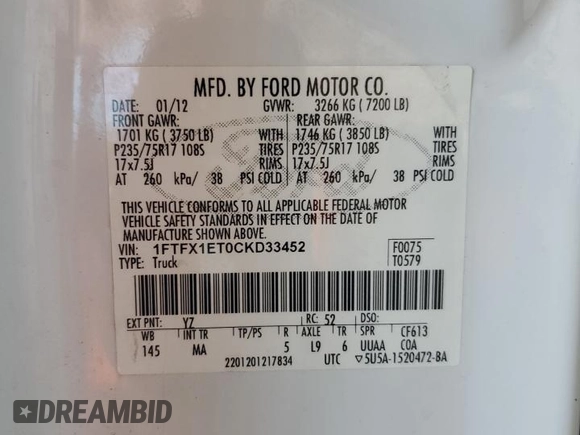 MFD. BY FORD MOTOR CO.
DATE: 01/12 GVWR: 3266 KG ( 7200 LB)
FRONT GAWR: REAR GAWR:
1701 KG ( 3750 LB) WITH 1746 KG ( 3850 LB) WITH
P235/75R17 108S TIRES P235/75R17 108S TIRES
17x7.5J RIMS 17x7.5J RIMS
AT 260 kPa/ 38 PSI COLD AT 260 kPa/ 38 PSI COLD
THIS VEHICLE CONFORMS TO ALL APPLICABLE FEDERAL MOTOR
VEHICLE SAFETY STANDARDS IN EFFECT ON THE DATE OF
MANUFACTURE SHOWN ABOVE.
VIN: 1FTFX1ET0CKD33452 F0075
TYPE: Truck T0579
EXT PNT: Y7 RC: 52 DSO:
WB INT TR TP/PS R AXLE TR SPR CF613
145 MA 5 L9 6 UUAA COA
2201201217834 UTC ▽5U5A-1520472-BA
Ford
DREAMBID